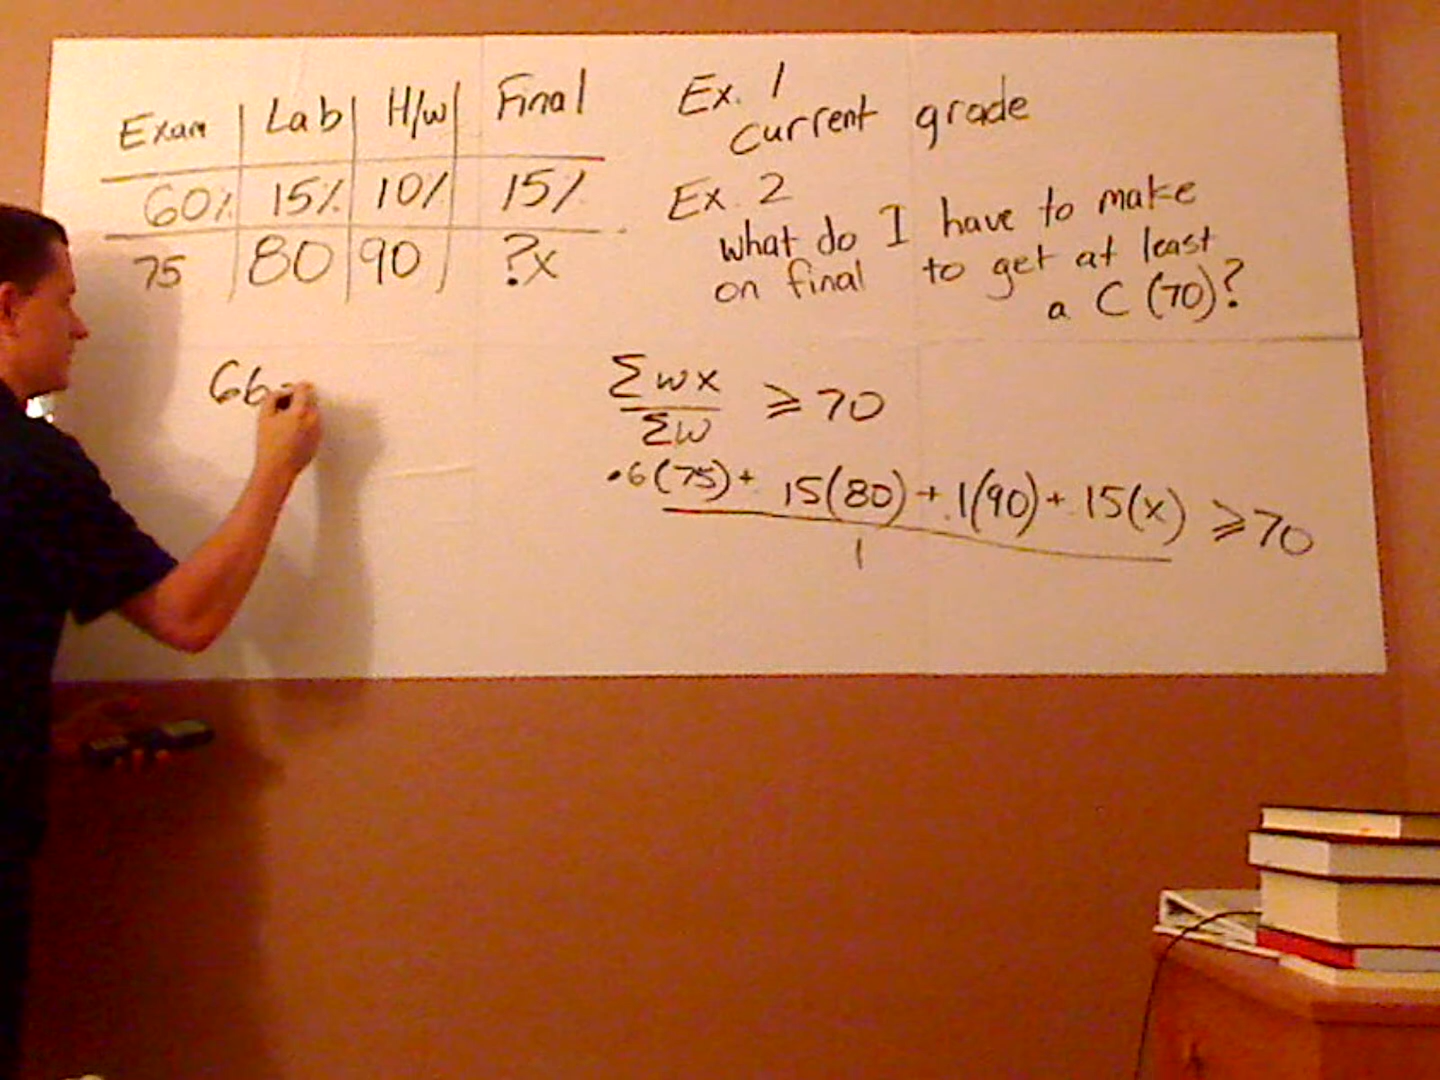 Exam Lab H/w Final
60% 15% 10% 15%
75 80 90 ?x
Ex. 1
current grade
Ex. 2
what do I have to make
on final to get at least
a C (70)?
66
Σwx
Σw
≥ 70
.6(75) + 15(80) + .1(90) + .15(x) ≥ 70
1